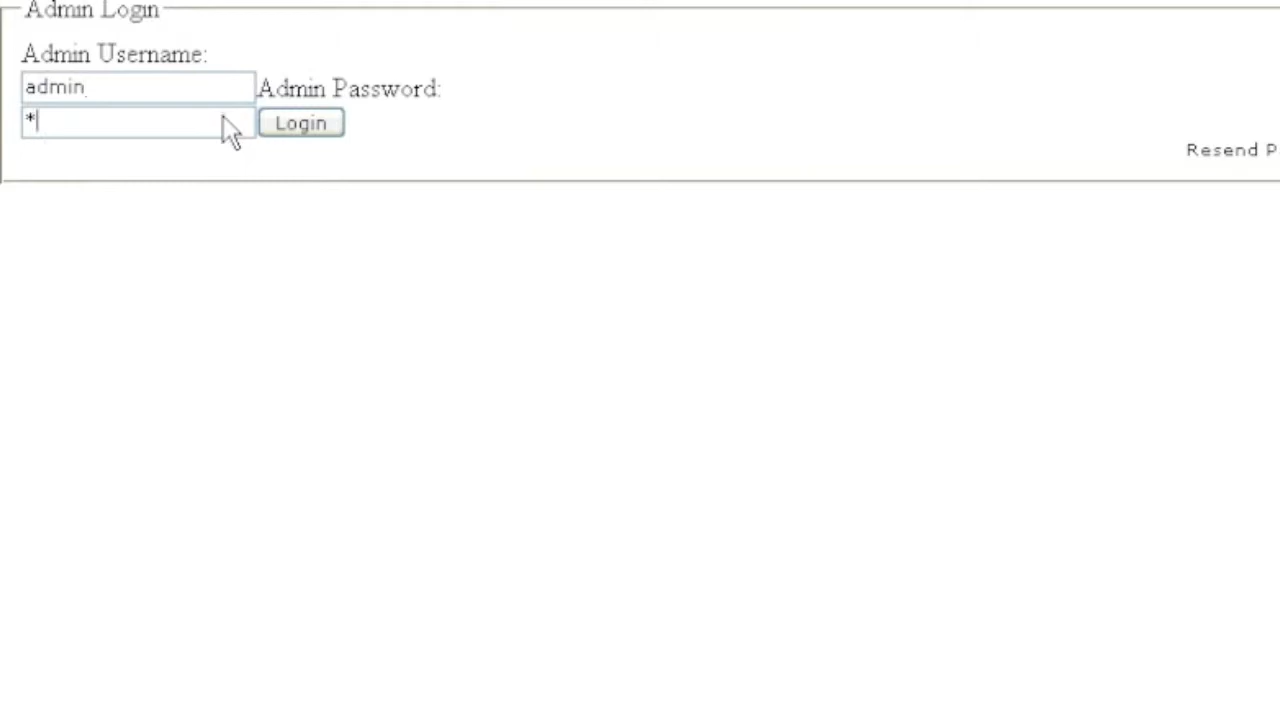 Admin Login
Admin Username:
admin
Admin Password:
*
Login
Resend P